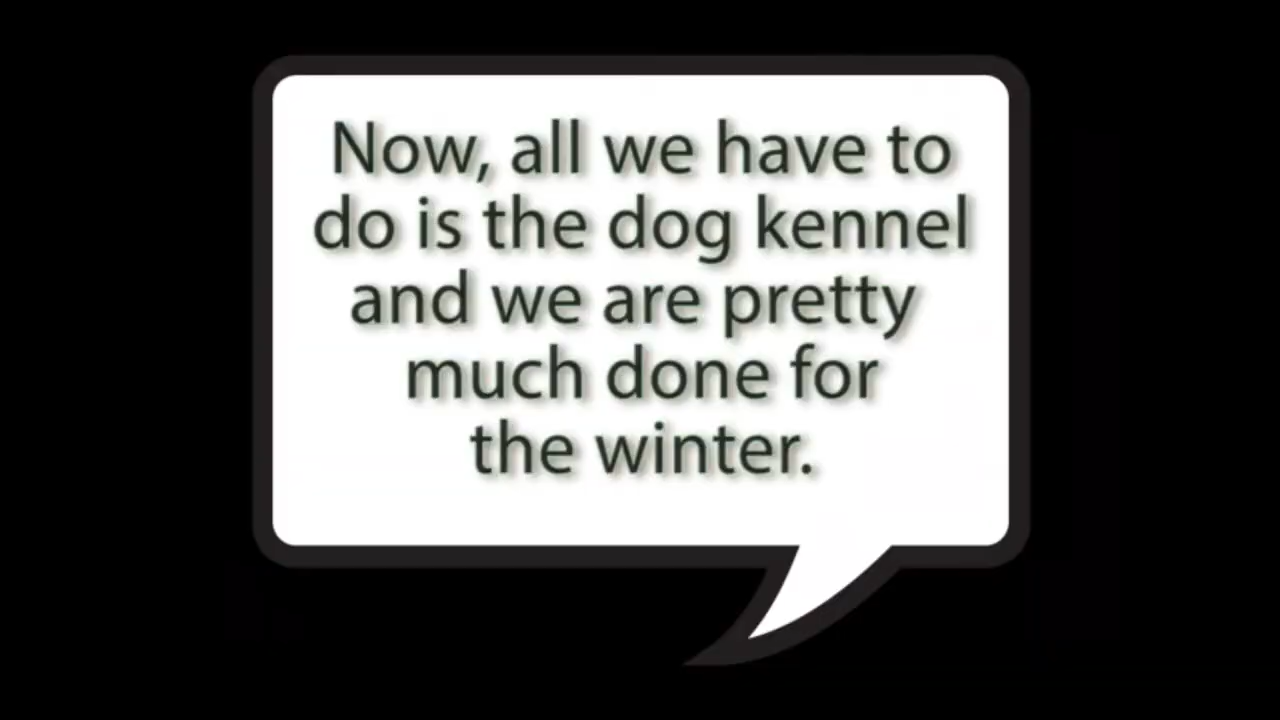 Now, all we have to
do is the dog kennel
and we are pretty
much done for
the winter.